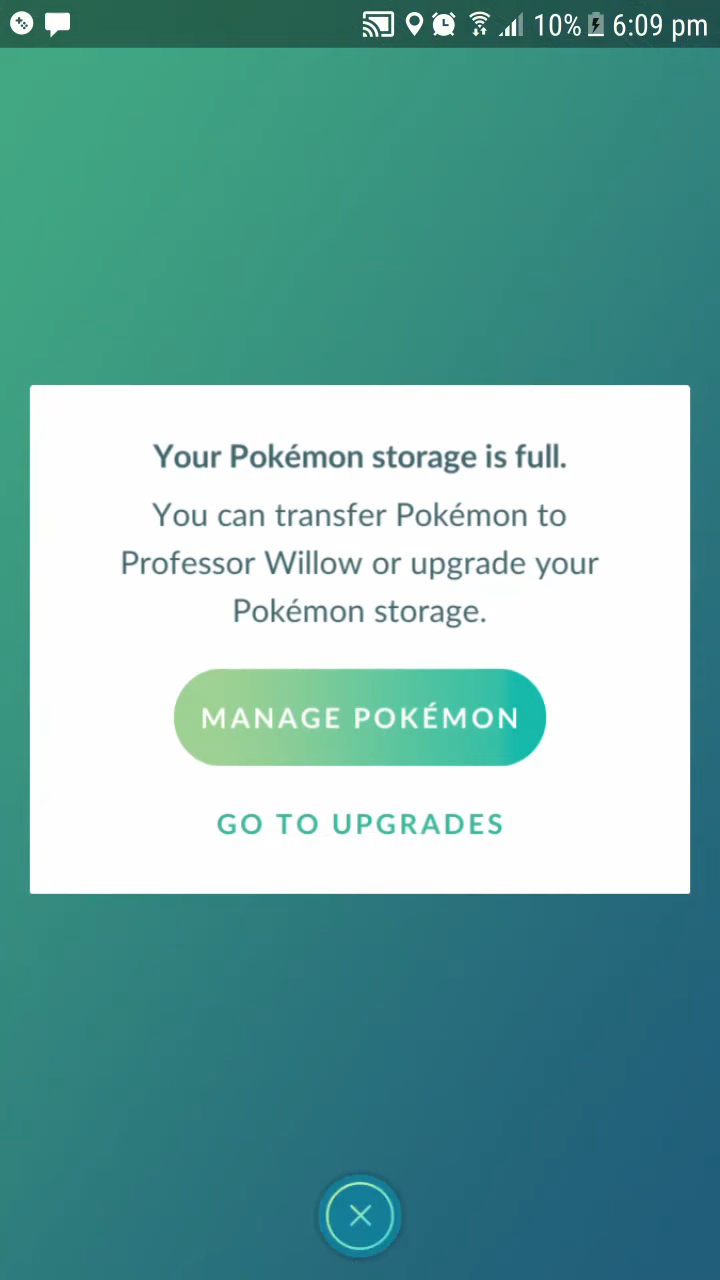 10% 6:09 pm
Your Pokémon storage is full.
You can transfer Pokémon to
Professor Willow or upgrade your
Pokémon storage.
MANAGE POKÉMON
GO TO UPGRADES